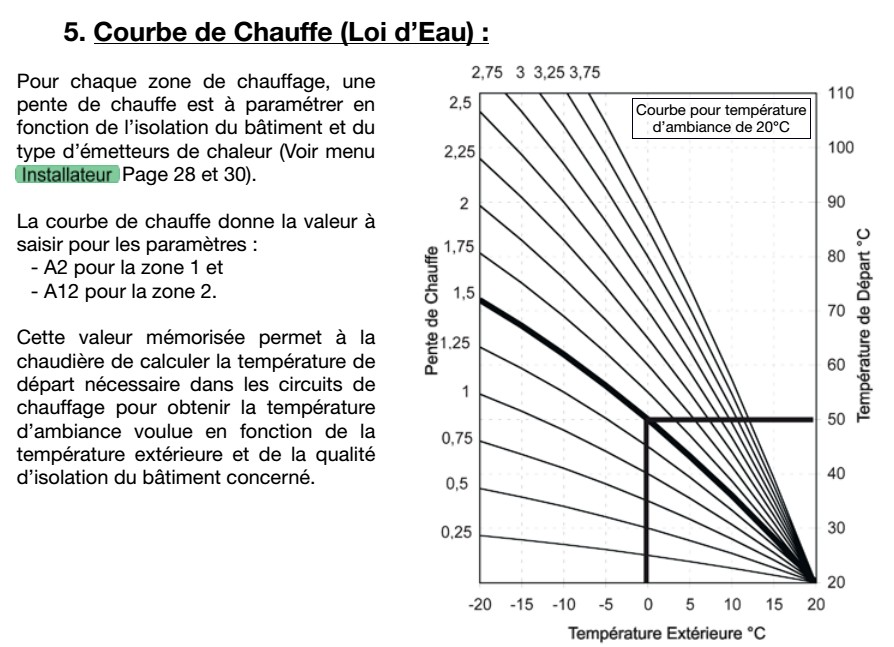 5. Courbe de Chauffe (Loi d'Eau) :
Pour chaque zone de chauffage, une
pente de chauffe est à paramétrer en
fonction de l'isolation du bâtiment et du
type d'émetteurs de chaleur (Voir menu
Installateur Page 28 et 30).
La courbe de chauffe donne la valeur à
saisir pour les paramètres :
- A2 pour la zone 1 et
- A12 pour la zone 2.
Cette valeur mémorisée permet à la
chaudière de calculer la température de
départ nécessaire dans les circuits de
chauffage pour obtenir la température
d'ambiance voulue en fonction de la
température extérieure et de la qualité
d'isolation du bâtiment concerné.
2,75 3 3,25 3,75
Courbe pour température
d'ambiance de 20°C
Pente de Chauffe
2,5
2,25
2
1,75
1,5
1,25
1
0,75
0,5
0,25
110
100
90
80
70
60
50
40
30
20
Température de Départ °C
-20 -15 -10 -5 0 5 10 15 20
Température Extérieure °C